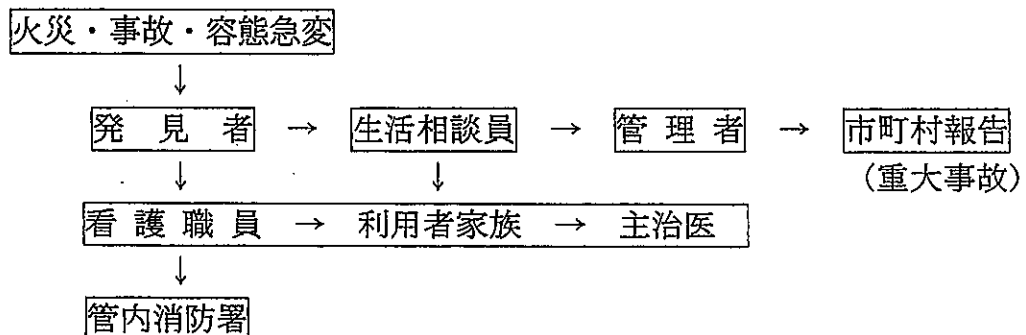 火災・事故・容態急変
↓
発見者 → 生活相談員 → 管理者 → 市町村報告
(重大事故)
↓ ↓
看護職員 → 利用者家族 → 主治医
↓
管内消防署